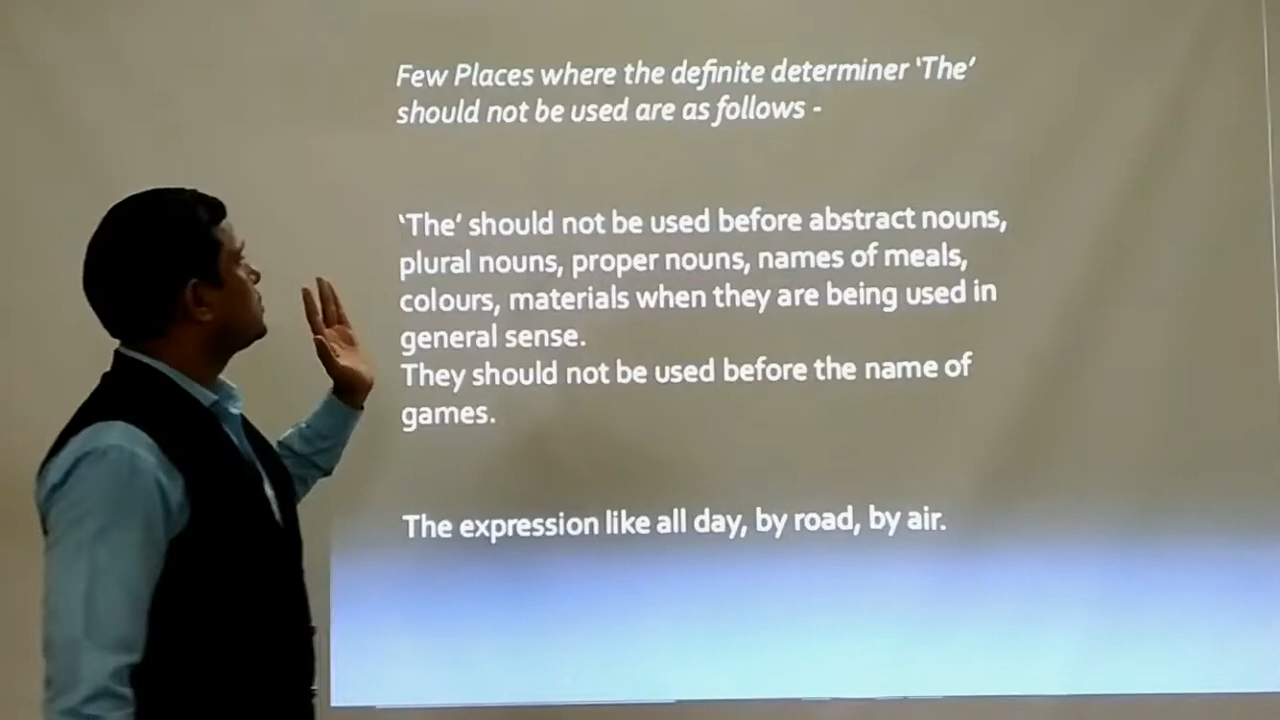 Few Places where the definite determiner ‘The’
should not be used are as follows -
‘The’ should not be used before abstract nouns,
plural nouns, proper nouns, names of meals,
colours, materials when they are being used in
general sense.
They should not be used before the name of
games.
The expression like all day, by road, by air.